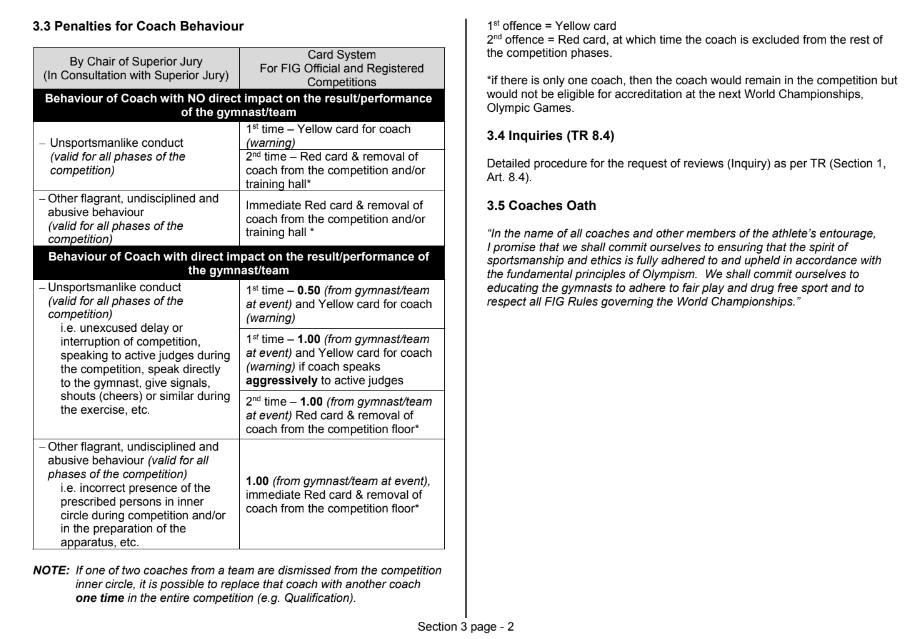 3.3 Penalties for Coach Behaviour
By Chair of Superior Jury
(In Consultation with Superior Jury)
Card System
For FIG Official and Registered
Competitions
Behaviour of Coach with NO direct impact on the result/performance
of the gymnast/team
– Unsportsmanlike conduct
(valid for all phases of the
competition)
1st time – Yellow card for coach
(warning)
2nd time – Red card & removal of
coach from the competition and/or
training hall*
– Other flagrant, undisciplined and
abusive behaviour
(valid for all phases of the
competition)
Immediate Red card & removal of
coach from the competition and/or
training hall *
Behaviour of Coach with direct impact on the result/performance of
the gymnast/team
– Unsportsmanlike conduct
(valid for all phases of the
competition)
i.e. unexcused delay or
interruption of competition,
speaking to active judges during
the competition, speak directly
to the gymnast, give signals,
shouts (cheers) or similar during
the exercise, etc.
1st time – 0.50 (from gymnast/team
at event) and Yellow card for coach
(warning)
1st time – 1.00 (from gymnast/team
at event) and Yellow card for coach
(warning) if coach speaks
aggressively to active judges
2nd time – 1.00 (from gymnast/team
at event) Red card & removal of
coach from the competition floor*
– Other flagrant, undisciplined and
abusive behaviour (valid for all
phases of the competition)
i.e. incorrect presence of the
prescribed persons in inner
circle during competition and/or
in the preparation of the
apparatus, etc.
1.00 (from gymnast/team at event),
immediate Red card & removal of
coach from the competition floor*
NOTE: If one of two coaches from a team are dismissed from the competition
inner circle, it is possible to replace that coach with another coach
one time in the entire competition (e.g. Qualification).
1st offence = Yellow card
2nd offence = Red card, at which time the coach is excluded from the rest of
the competition phases.
*if there is only one coach, then the coach would remain in the competition but
would not be eligible for accreditation at the next World Championships,
Olympic Games.
3.4 Inquiries (TR 8.4)
Detailed procedure for the request of reviews (Inquiry) as per TR (Section 1,
Art. 8.4).
3.5 Coaches Oath
“In the name of all coaches and other members of the athlete’s entourage,
I promise that we shall commit ourselves to ensuring that the spirit of
sportsmanship and ethics is fully adhered to and upheld in accordance with
the fundamental principles of Olympism. We shall commit ourselves to
educating the gymnasts to adhere to fair play and drug free sport and to
respect all FIG Rules governing the World Championships.”
Section 3 page - 2